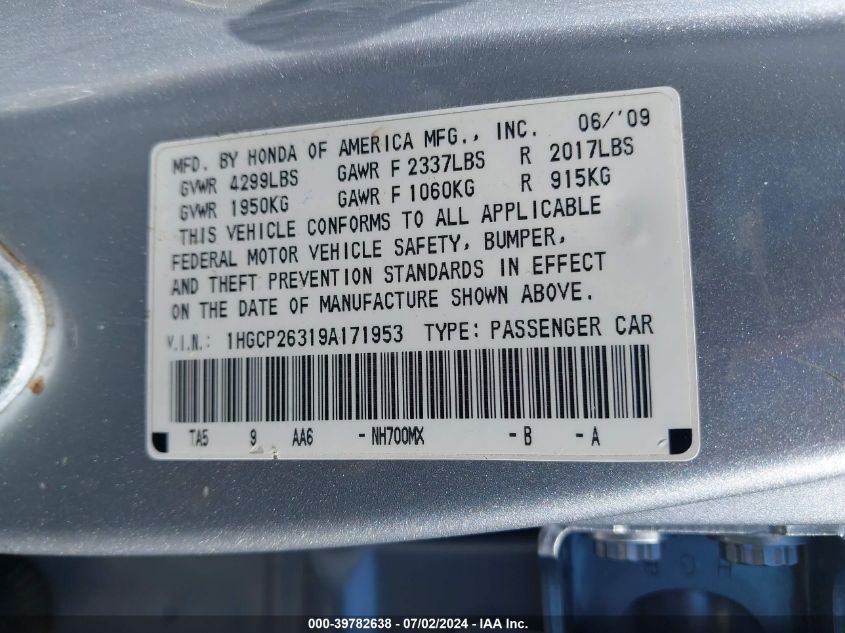 MFD. BY HONDA OF AMERICA MFG., INC. 06/'09
GVWR 4299LBS GAWR F 2337LBS R 2017LBS
GVWR 1950KG GAWR F 1060KG R 915KG
THIS VEHICLE CONFORMS TO ALL APPLICABLE
FEDERAL MOTOR VEHICLE SAFETY, BUMPER,
AND THEFT PREVENTION STANDARDS IN EFFECT
ON THE DATE OF MANUFACTURE SHOWN ABOVE.
V.I.N.: 1HGCP26319A171953 TYPE: PASSENGER CAR
TA5 9 AA6 -NH700MX -B -A
000-39782638 - 07/02/2024 - IAA Inc.